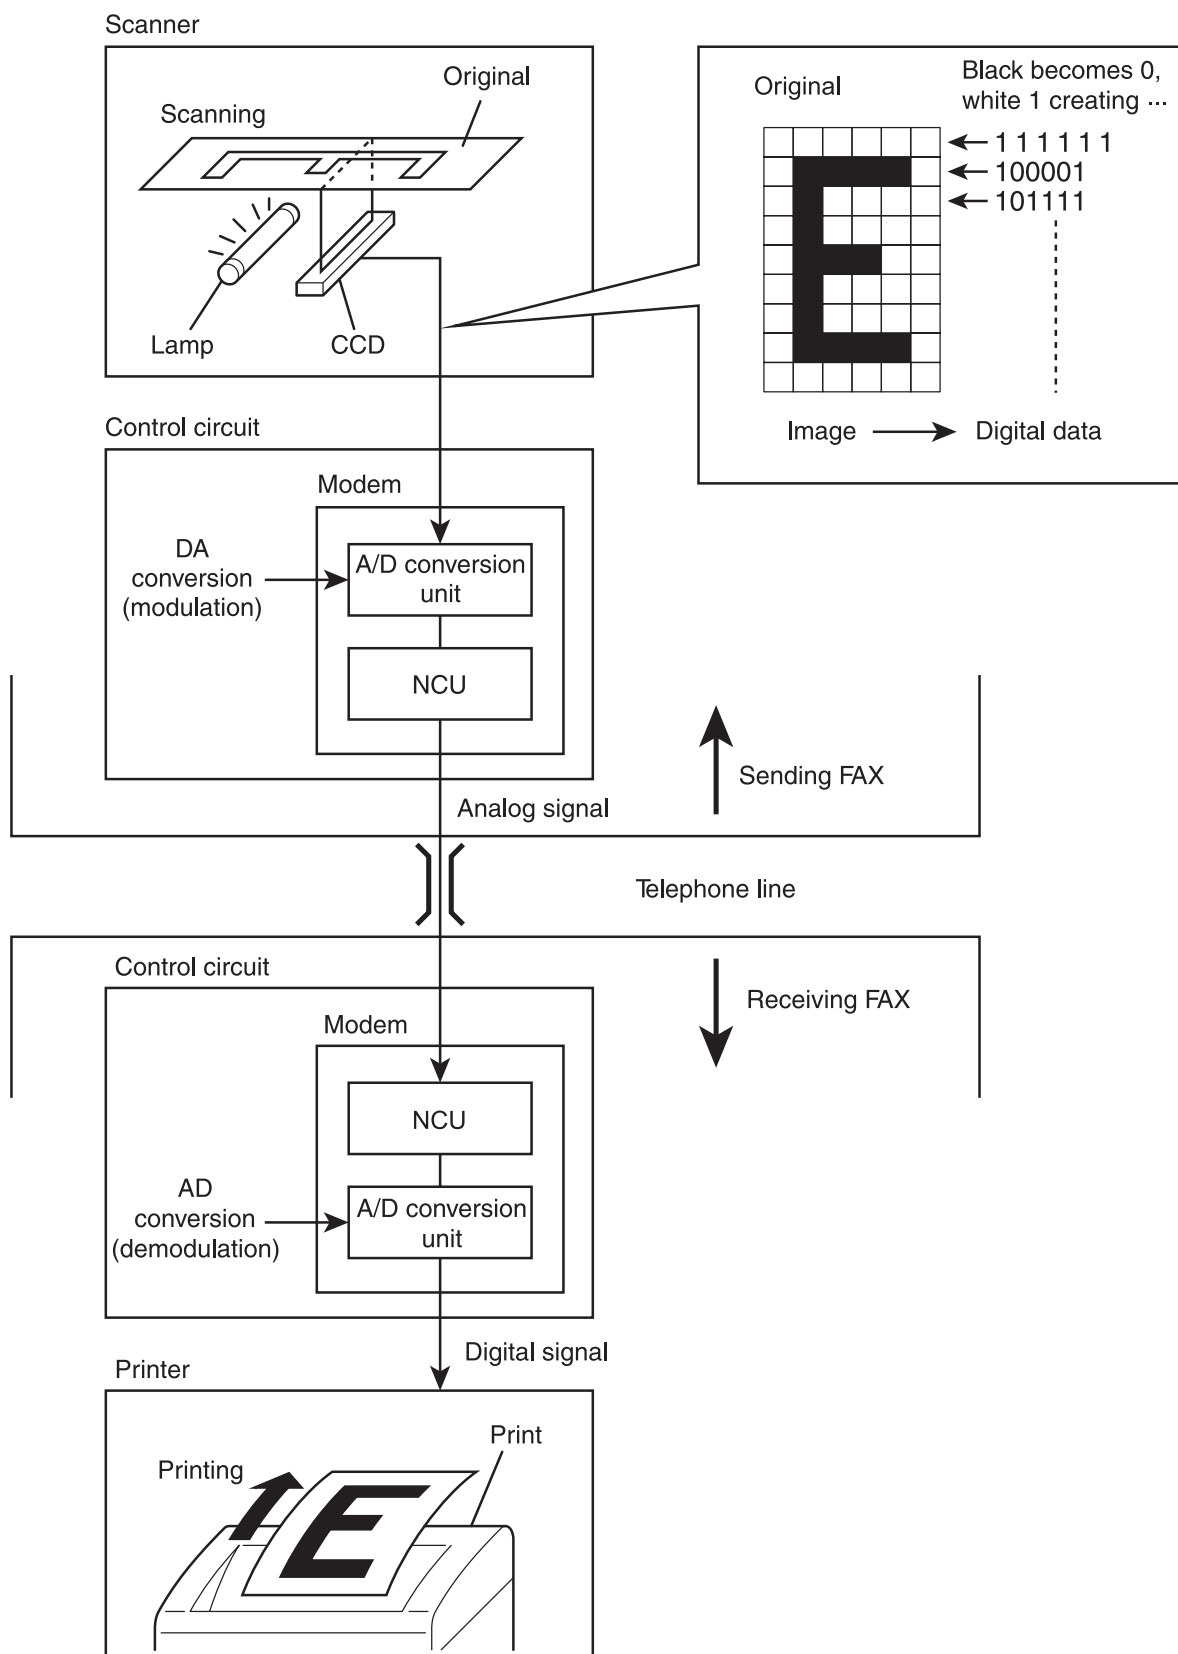 Scanner
Original
Scanning
Lamp
CCD
Original
Black becomes 0,
white 1 creating ···
1 1 1 1 1 1
100001
101111
Image
Digital data
Control circuit
Modem
DA
conversion
(modulation)
A/D conversion
unit
NCU
Sending FAX
Analog signal
Telephone line
Control circuit
Receiving FAX
Modem
NCU
AD
conversion
(demodulation)
A/D conversion
unit
Digital signal
Printer
Print
Printing
E